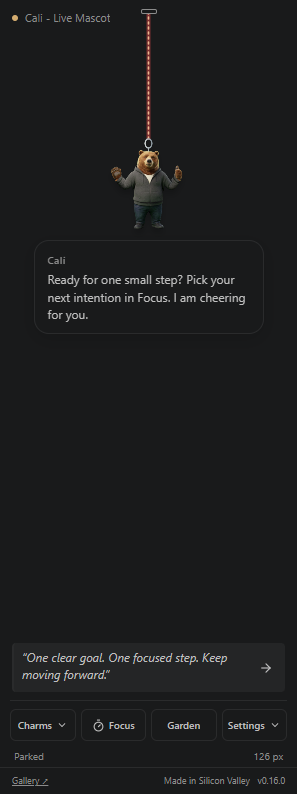 Cali - Live Mascot
Cali
Ready for one small step? Pick your
next intention in Focus. I am cheering
for you.
“One clear goal. One focused step. Keep
moving forward.”
Charms
Focus
Garden
Settings
Parked
126 px
Gallery ↗
Made in Silicon Valley
v0.16.0